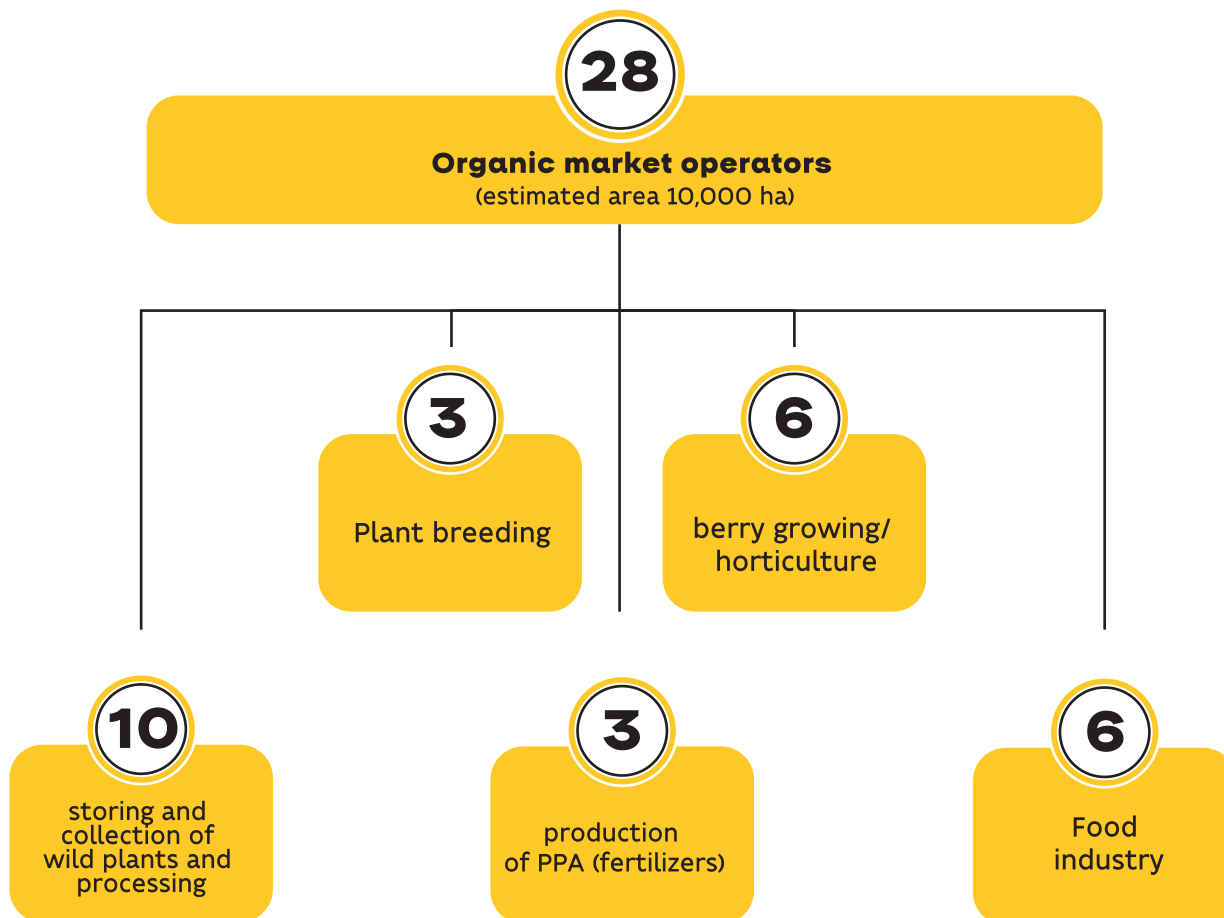 28
Organic market operators
(estimated area 10,000 ha)
3
Plant breeding
6
berry growing/
horticulture
10
storing and
collection of
wild plants and
processing
3
production
of PPA (fertilizers)
6
Food
industry